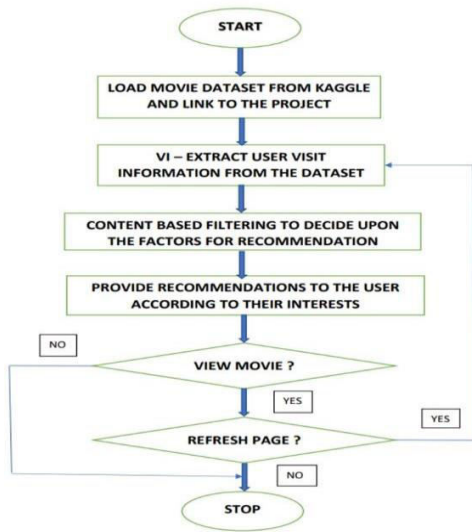 START
LOAD MOVIE DATASET FROM KAGGLE
AND LINK TO THE PROJECT
VI – EXTRACT USER VISIT
INFORMATION FROM THE DATASET
CONTENT BASED FILTERING TO DECIDE UPON
THE FACTORS FOR RECOMMENDATION
PROVIDE RECOMMENDATIONS TO THE USER
ACCORDING TO THEIR INTERESTS
NO
VIEW MOVIE ?
YES
YES
REFRESH PAGE ?
NO
STOP